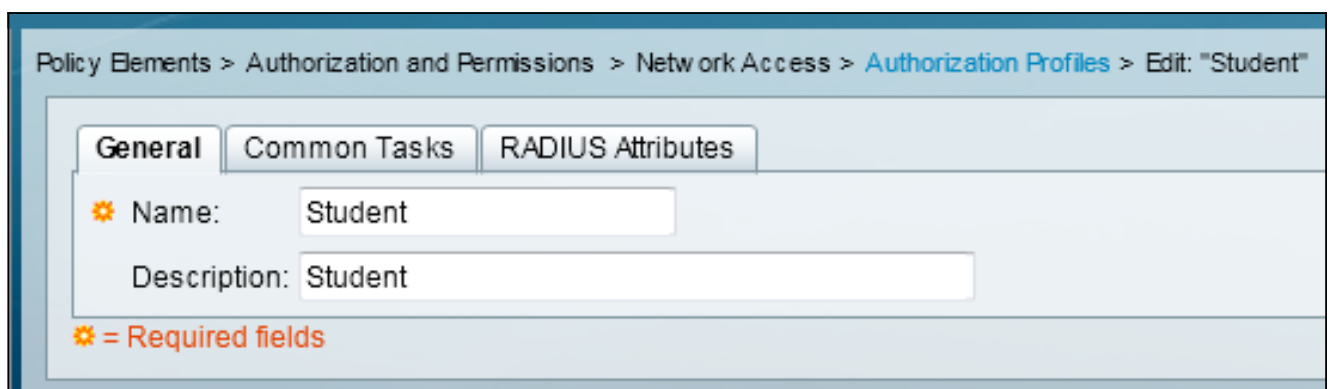 Policy Elements > Authorization and Permissions > Network Access > Authorization Profiles > Edit: "Student"
General Common Tasks RADIUS Attributes
Name: Student
Description: Student
= Required fields